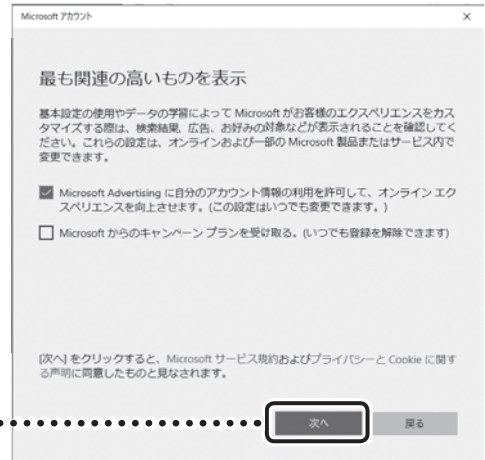 Microsoft アカウント
×
最も関連の高いものを表示
基本設定の使用やデータの学習によって Microsoft がお客様のエクスペリエンスをカス
タマイズする際は、検索結果、広告、お好みの対象などが表示されることを確認してく
ださい。これらの設定は、オンラインおよび一部の Microsoft 製品またはサービス内で
変更できます。
Microsoft Advertising に自分のアカウント情報の利用を許可して、オンライン エク
スペリエンスを向上させます。(この設定はいつでも変更できます。)
Microsoft からのキャンペーン プランを受け取る。(いつでも登録を解除できます)
[次へ] をクリックすると、Microsoft サービス規約およびプライバシーと Cookie に関す
る声明に同意したものと見なされます。
次へ
戻る